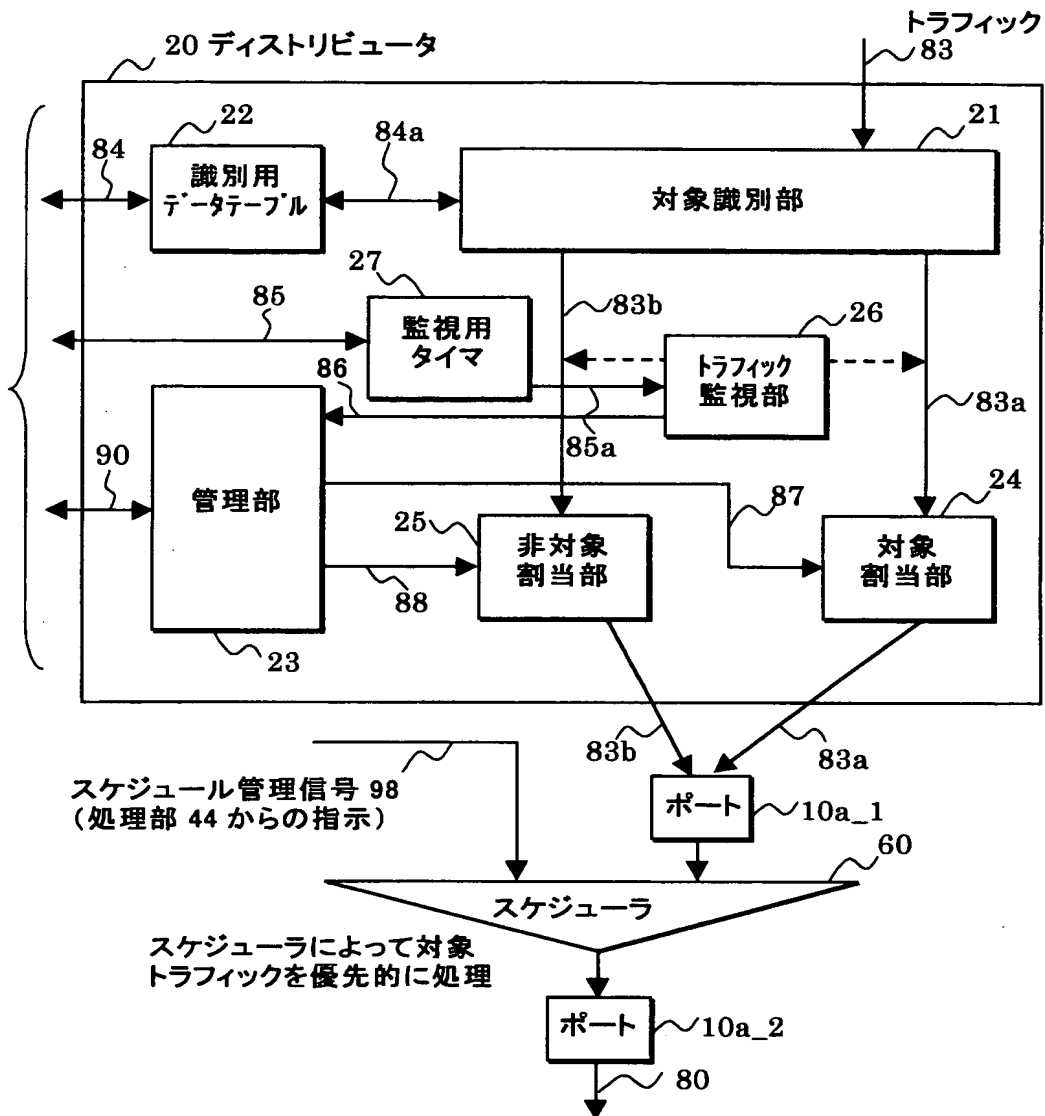 トラフィック
20 ディストリビュータ
83
22
84a
21
84
識別用
データテーブル
対象識別部
27
85
83b
26
監視用
タイマ
トラフィック
監視部
86
85a
83a
90
管理部
25
87
24
非対象
割当部
対象
割当部
88
23
83b
83a
スケジュール管理信号 98
（処理部 44 からの指示）
ポート
10a_1
60
スケジューラ
スケジューラによって対象
トラフィックを優先的に処理
ポート
10a_2
80